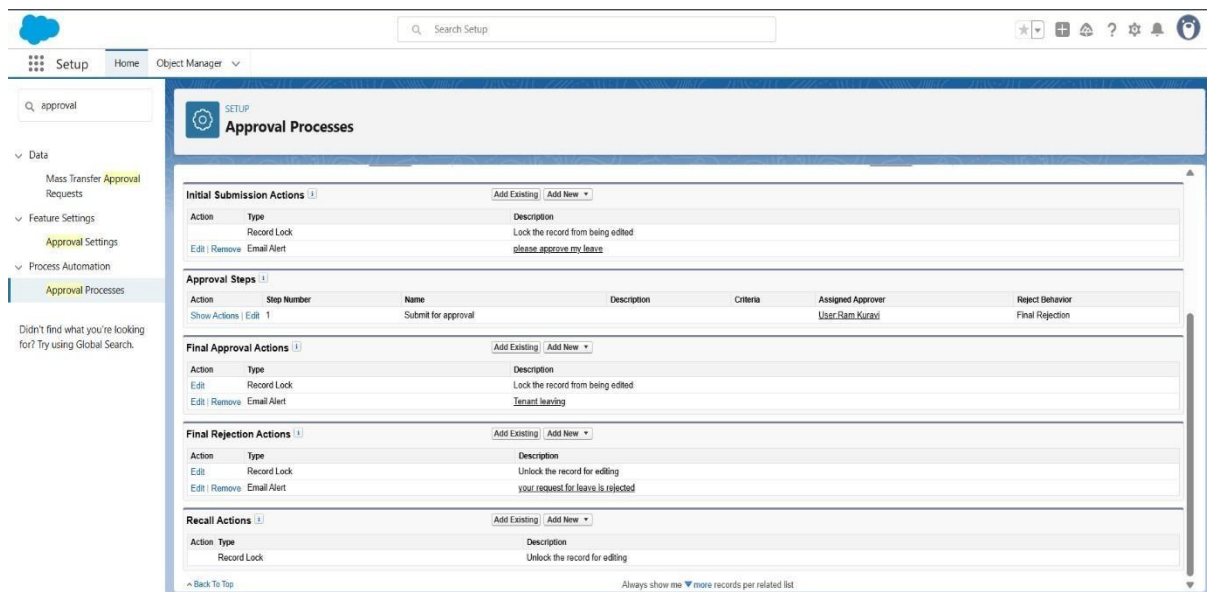 Search Setup
Setup Home Object Manager
approval
SETUP
Approval Processes
Data
Mass Transfer Approval
Requests
Feature Settings
Approval Settings
Process Automation
Approval Processes
Didn't find what you're looking
for? Try using Global Search.
Initial Submission Actions i Add Existing Add New
Action Type Description
Record Lock Lock the record from being edited
Edit | Remove Email Alert please approve my leave
Approval Steps i
Action Step Number Name Description Criteria Assigned Approver Reject Behavior
Show Actions | Edit 1 Submit for approval User:Ram Kuravi Final Rejection
Final Approval Actions i Add Existing Add New
Action Type Description
Edit Record Lock Lock the record from being edited
Edit | Remove Email Alert Tenant leaving
Final Rejection Actions i Add Existing Add New
Action Type Description
Edit Record Lock Unlock the record for editing
Edit | Remove Email Alert your request for leave is rejected
Recall Actions i Add Existing Add New
Action Type Description
Record Lock Unlock the record for editing
Back To Top Always show me more records per related list